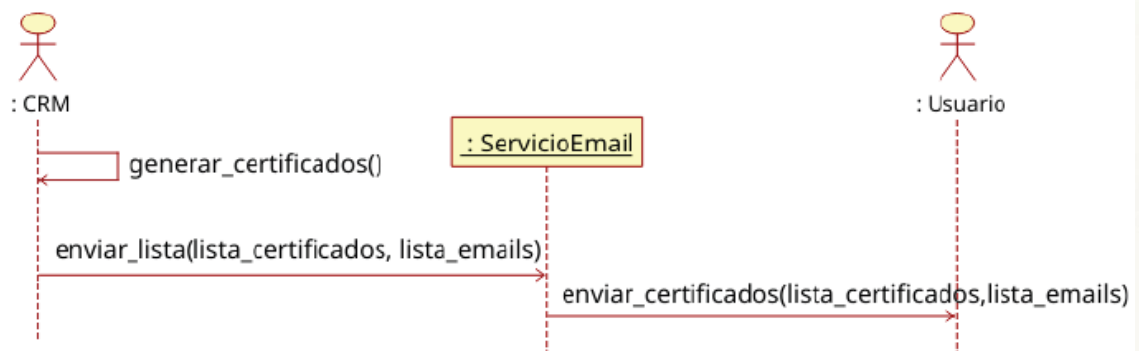 : CRM
: Usuario
: ServicioEmail
generar_certificados()
enviar_lista(lista_certificados, lista_emails)
enviar_certificados(lista_certificados,lista_emails)